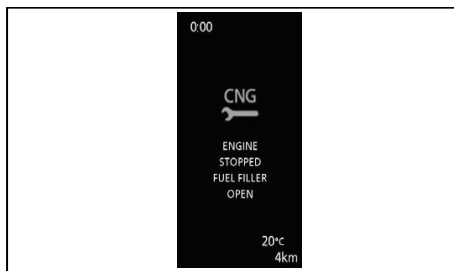 0:00
CNG
ENGINE
STOPPED
FUEL FILLER
OPEN
20°C
4km